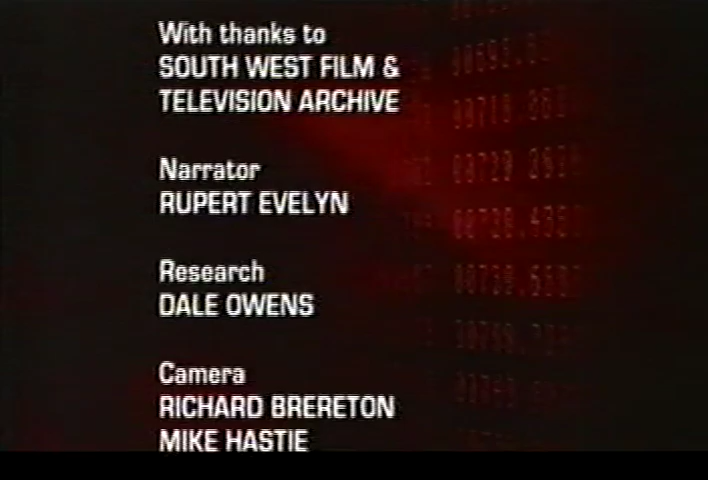 With thanks to
SOUTH WEST FILM &
TELEVISION ARCHIVE
Narrator
RUPERT EVELYN
Research
DALE OWENS
Camera
RICHARD BRERETON
MIKE HASTIE